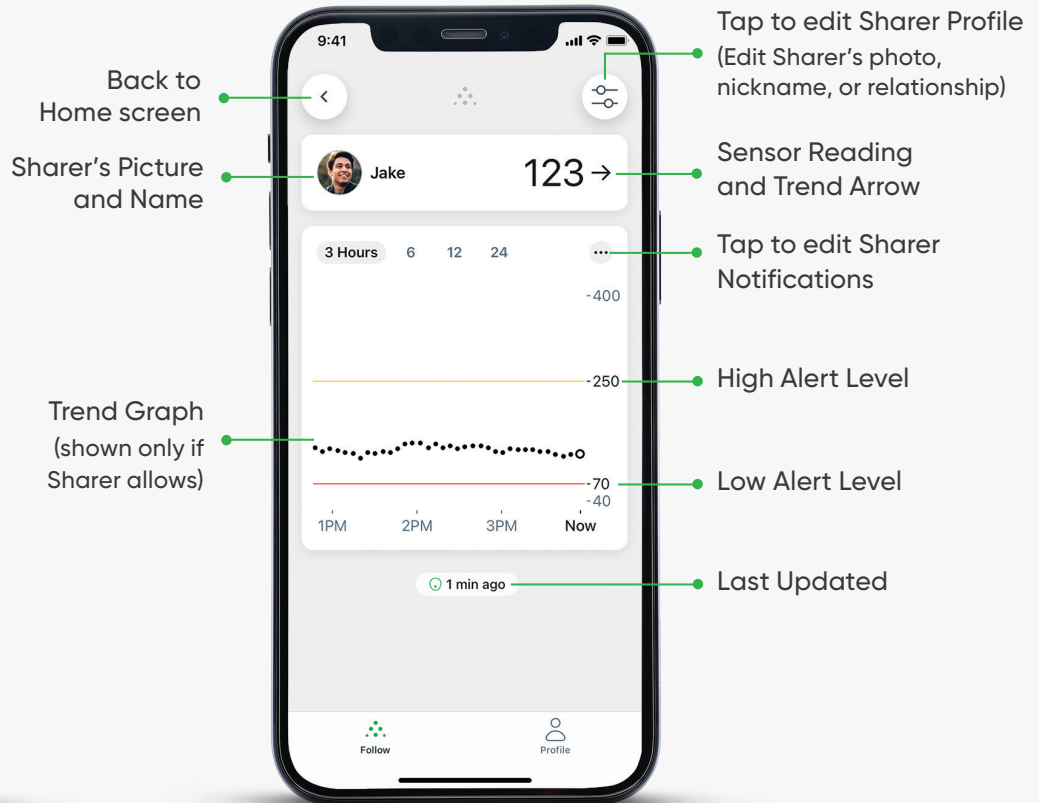 Back to
Home screen
Sharer's Picture
and Name
Trend Graph
(shown only if
Sharer allows)
9:41
Jake
123
3 Hours 6 12 24
-400
-250
-70
-40
1PM 2PM 3PM Now
1 min ago
Follow
Profile
Tap to edit Sharer Profile
(Edit Sharer's photo,
nickname, or relationship)
Sensor Reading
and Trend Arrow
Tap to edit Sharer
Notifications
High Alert Level
Low Alert Level
Last Updated